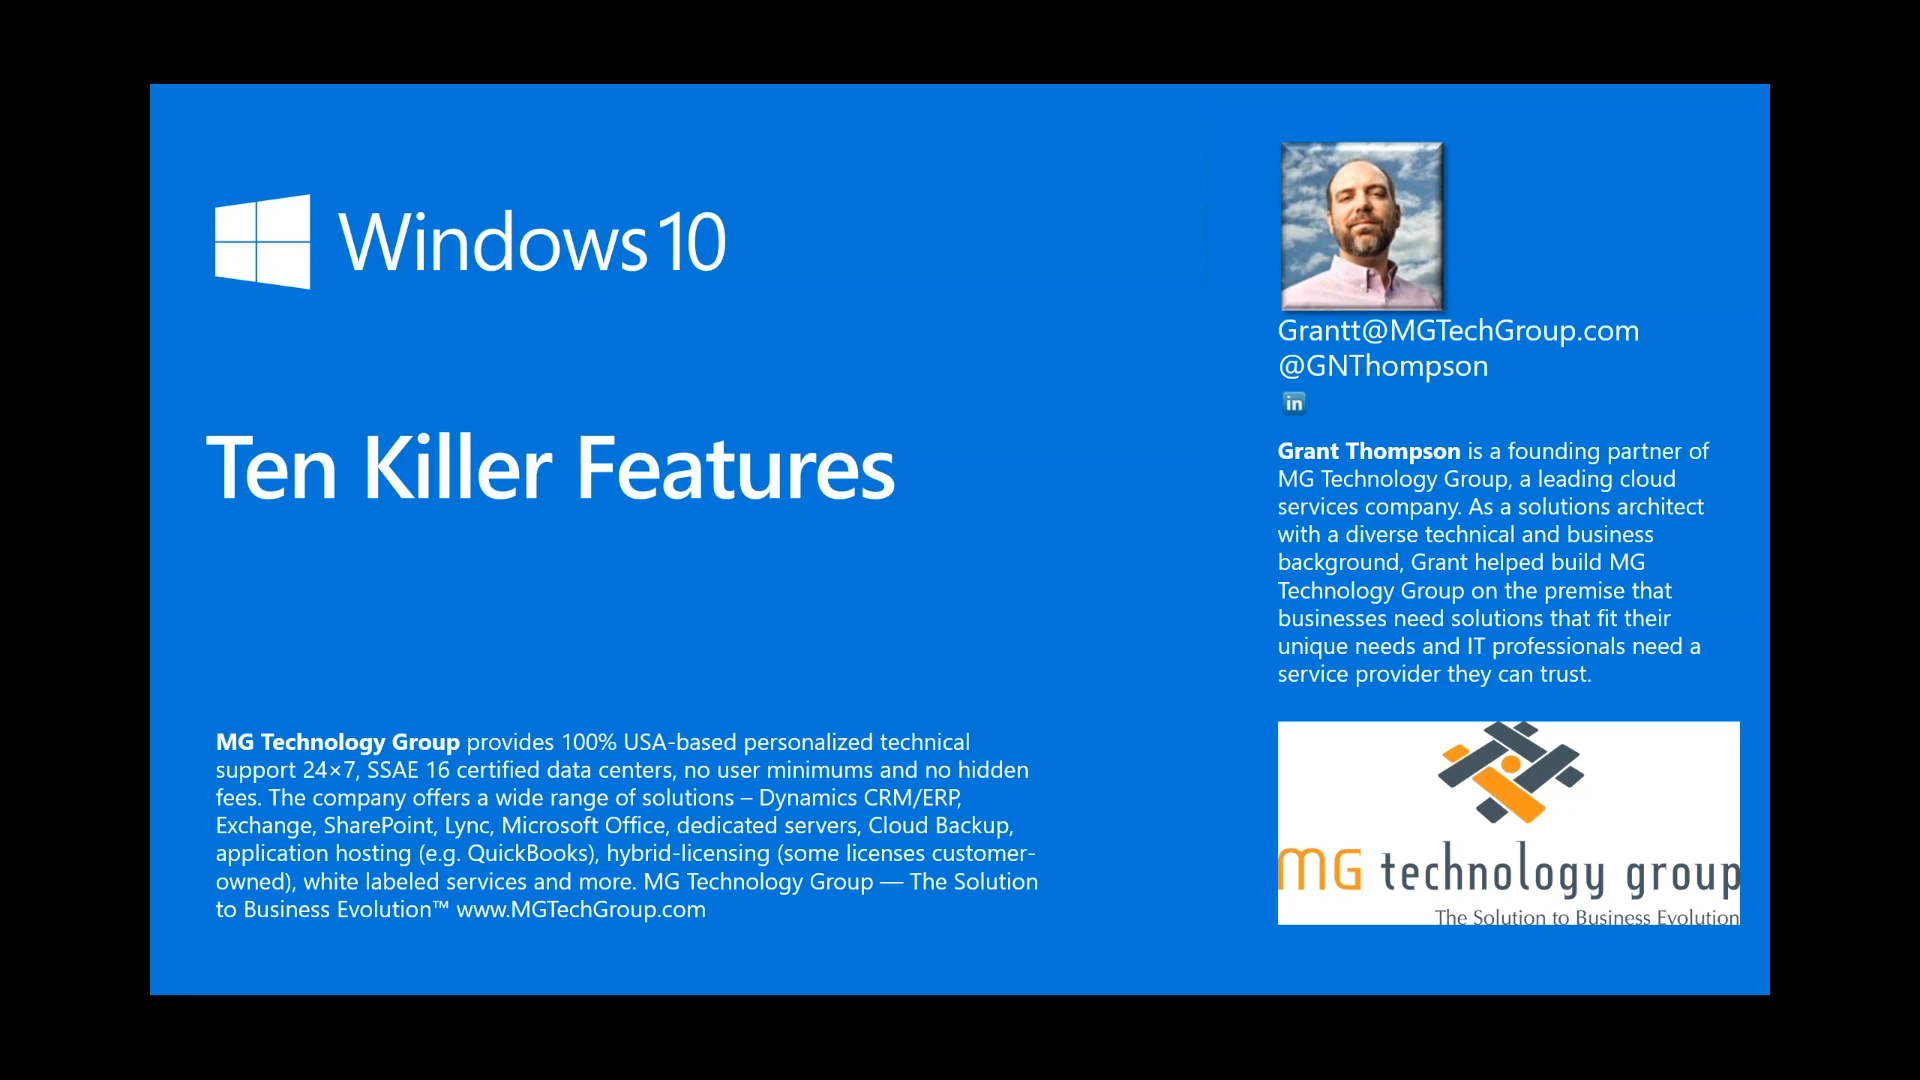 Windows 10
Ten Killer Features
MG Technology Group provides 100% USA-based personalized technical
support 24×7, SSAE 16 certified data centers, no user minimums and no hidden
fees. The company offers a wide range of solutions – Dynamics CRM/ERP,
Exchange, SharePoint, Lync, Microsoft Office, dedicated servers, Cloud Backup,
application hosting (e.g. QuickBooks), hybrid-licensing (some licenses customer-
owned), white labeled services and more. MG Technology Group — The Solution
to Business Evolution™ www.MGTechGroup.com
Grantt@MGTechGroup.com
@GNThompson
in
Grant Thompson is a founding partner of
MG Technology Group, a leading cloud
services company. As a solutions architect
with a diverse technical and business
background, Grant helped build MG
Technology Group on the premise that
businesses need solutions that fit their
unique needs and IT professionals need a
service provider they can trust.
MG technology group
The Solution to Business Evolution